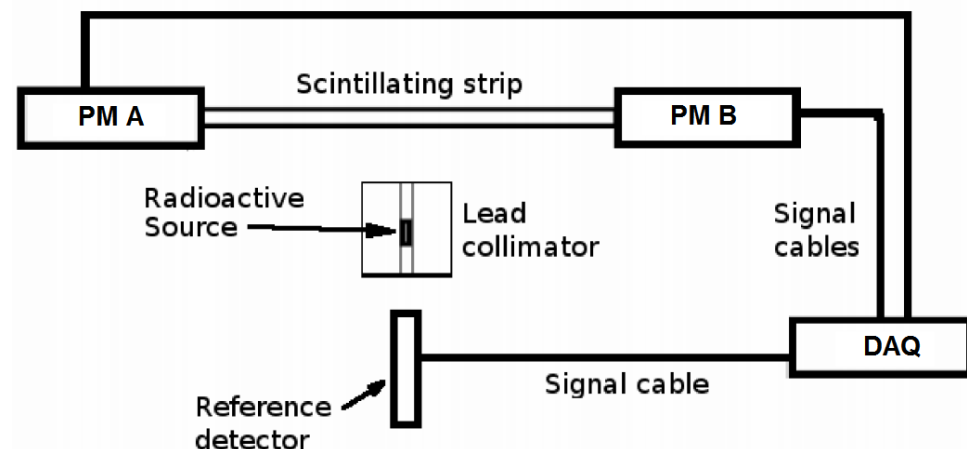 Scintillating strip
PM A
PM B
Radioactive
Source
Lead
collimator
Signal
cables
DAQ
Signal cable
Reference
detector